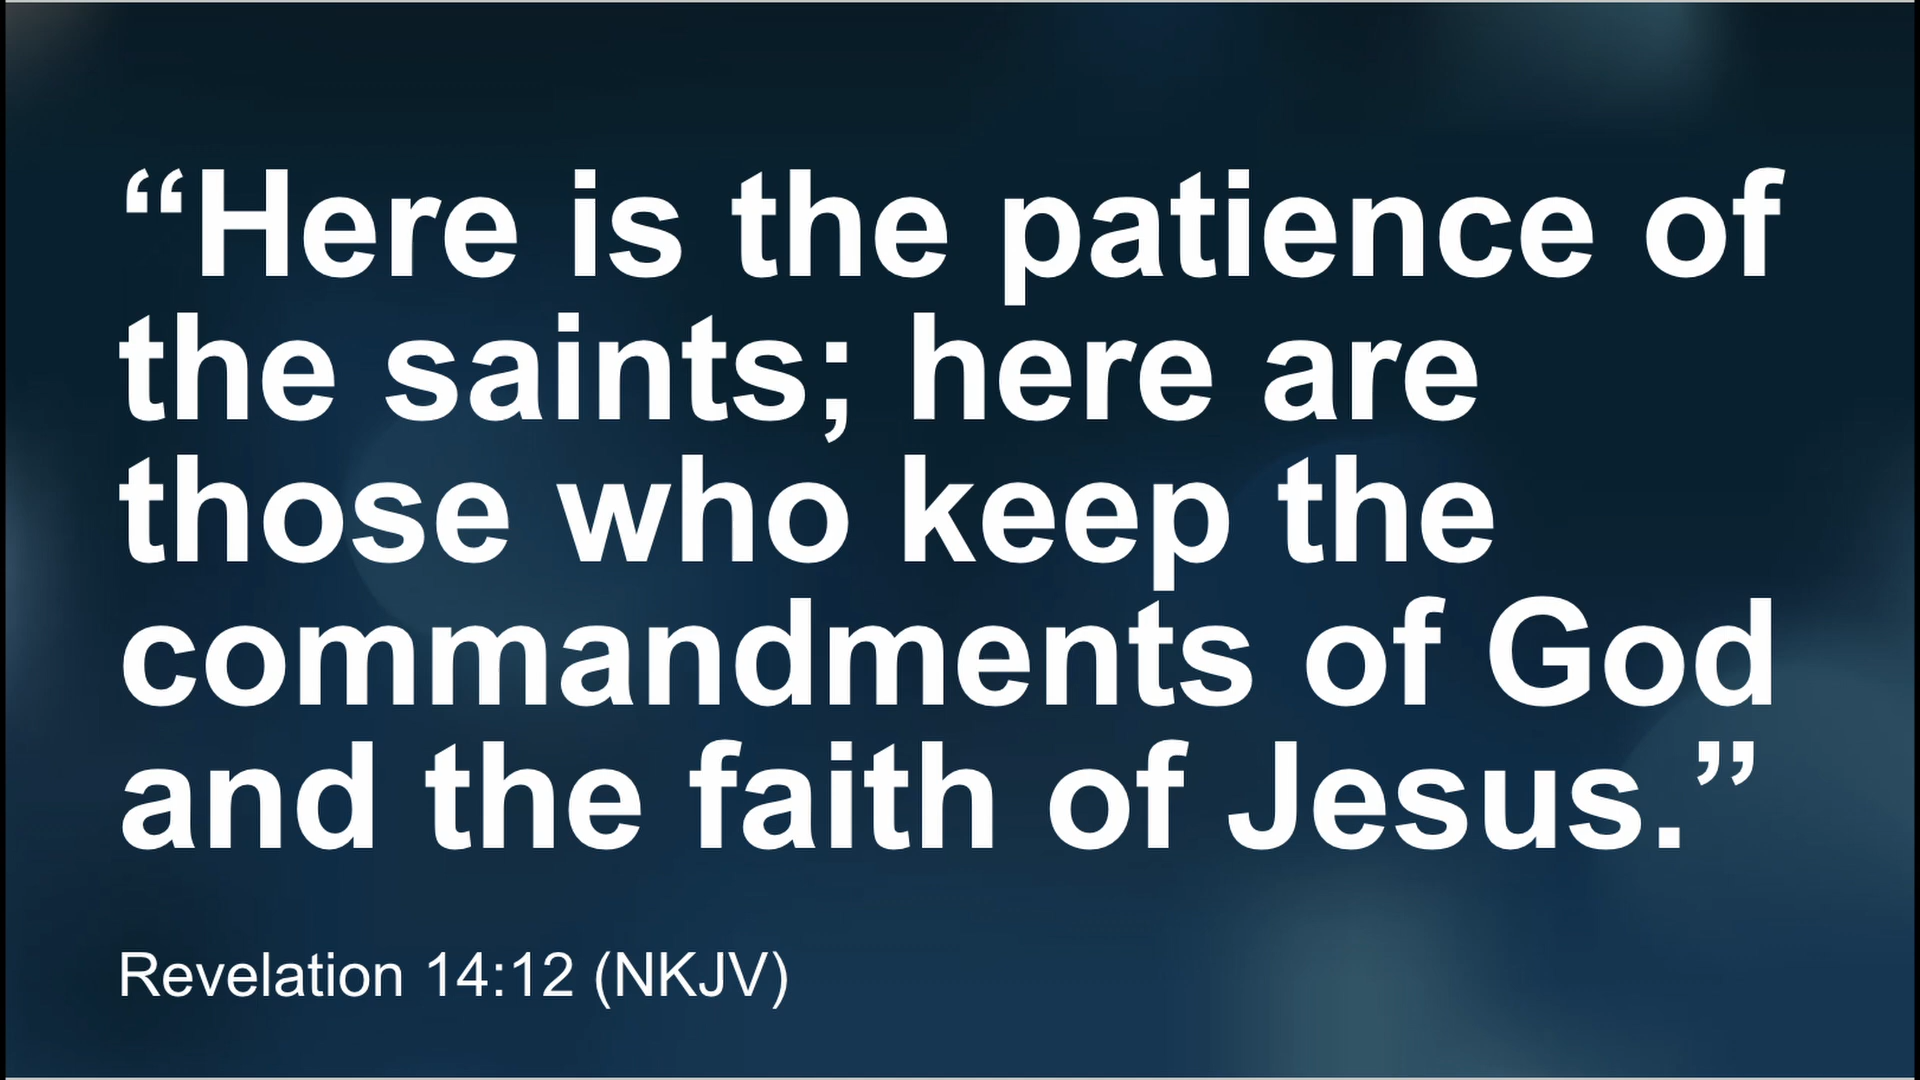 “Here is the patience of
the saints; here are
those who keep the
commandments of God
and the faith of Jesus.”
Revelation 14:12 (NKJV)